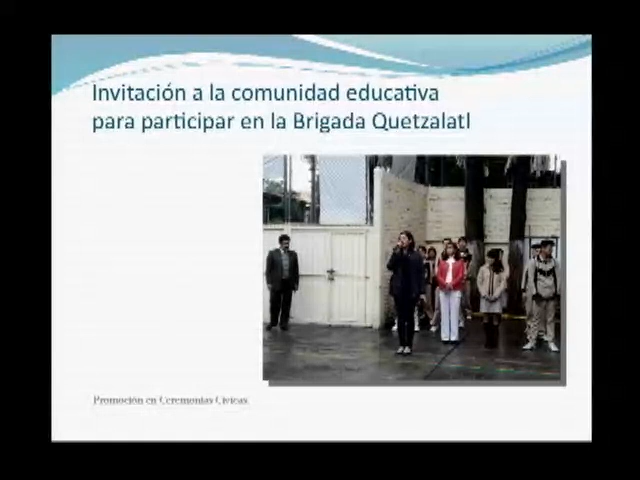 Invitación a la comunidad educativa
para participar en la Brigada Quetzalatl
Promoción en Ceremonias Cívicas